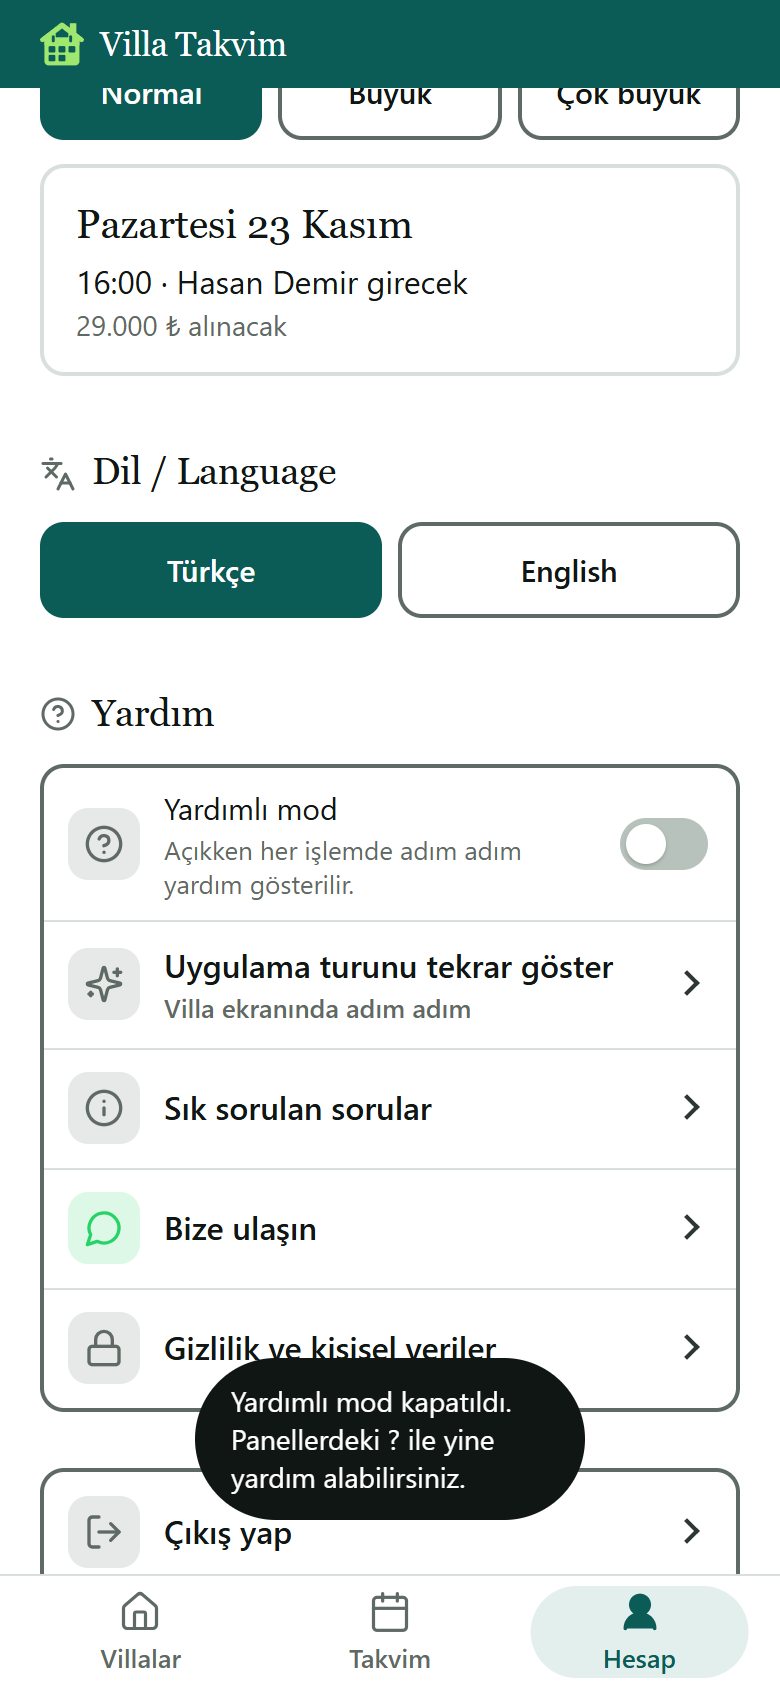 Villa Takvim
Normal
Büyük
Çok büyük
Pazartesi 23 Kasım
16:00 · Hasan Demir girecek
29.000 ₺ alınacak
Dil / Language
Türkçe
English
Yardım
Yardımlı mod
Açıkken her işlemde adım adım
yardım gösterilir.
Uygulama turunu tekrar göster
Villa ekranında adım adım
Sık sorulan sorular
Bize ulaşın
Gizlilik ve kişisel veriler
Yardımlı mod kapatıldı.
Panellerdeki ? ile yine
yardım alabilirsiniz.
Çıkış yap
Villalar
Takvim
Hesap